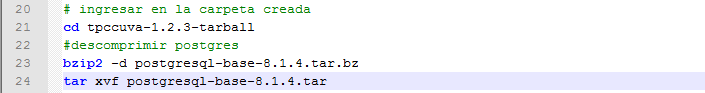 20 # ingresar en la carpeta creada
21 cd tpccuva-1.2.3-tarball
22 #descomprimir postgres
23 bzip2 -d postgresql-base-8.1.4.tar.bz
24 tar xvf postgresql-base-8.1.4.tar